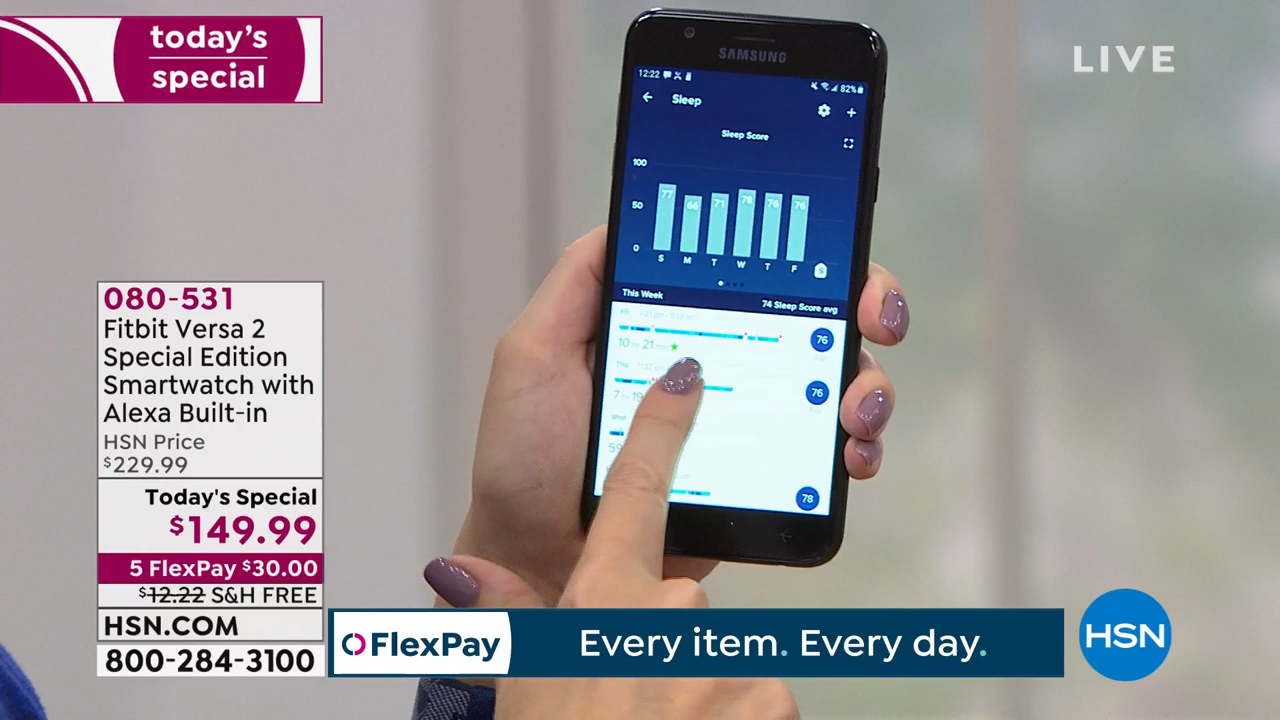 today's
special
LIVE
SAMSUNG
12:22
82%
Sleep
Sleep Score
100
50
0
77 66 71 78 76 76
S M T W T F S
This Week 74 Sleep Score avg
76
10 hr 21 min
Thu
76
Wed
78
080-531
Fitbit Versa 2
Special Edition
Smartwatch with
Alexa Built-in
HSN Price
$229.99
Today's Special
$149.99
5 FlexPay $30.00
$12.22 S&H FREE
HSN.COM
800-284-3100
FlexPay
Every item. Every day.
HSN